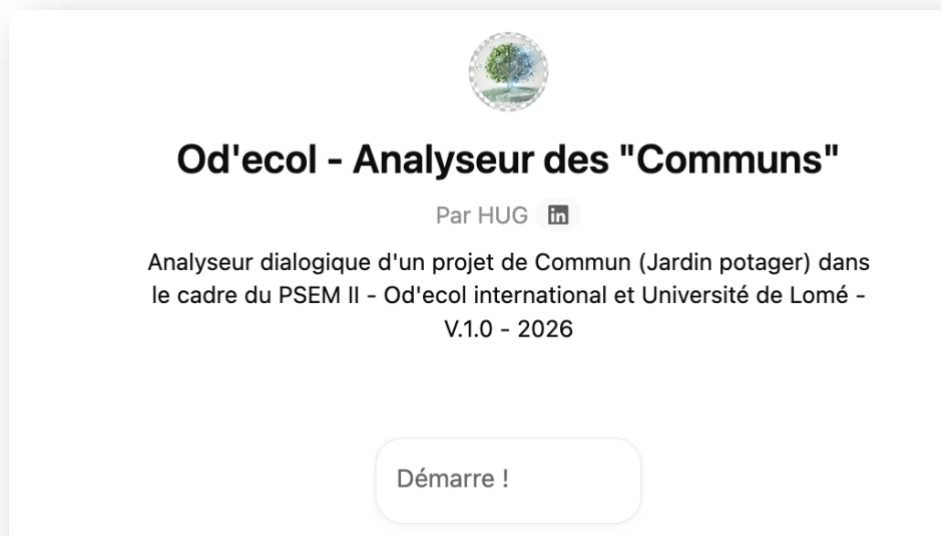 Od'ecol - Analyseur des "Communs"
Par HUG in
Analyseur dialogique d'un projet de Commun (Jardin potager) dans
le cadre du PSEM II - Od'ecol international et Université de Lomé -
V.1.0 - 2026
Démarre !